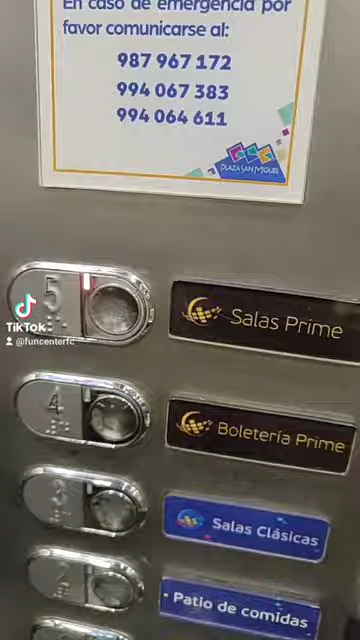 En caso de emergencia por
favor comunicarse al:
987 967 172
994 067 383
994 064 611
PLAZA SAN MIGUEL
5
Salas Prime
TikTok
@funcenterfc
4
Boletería Prime
3
Salas Clásicas
2
Patio de comidas